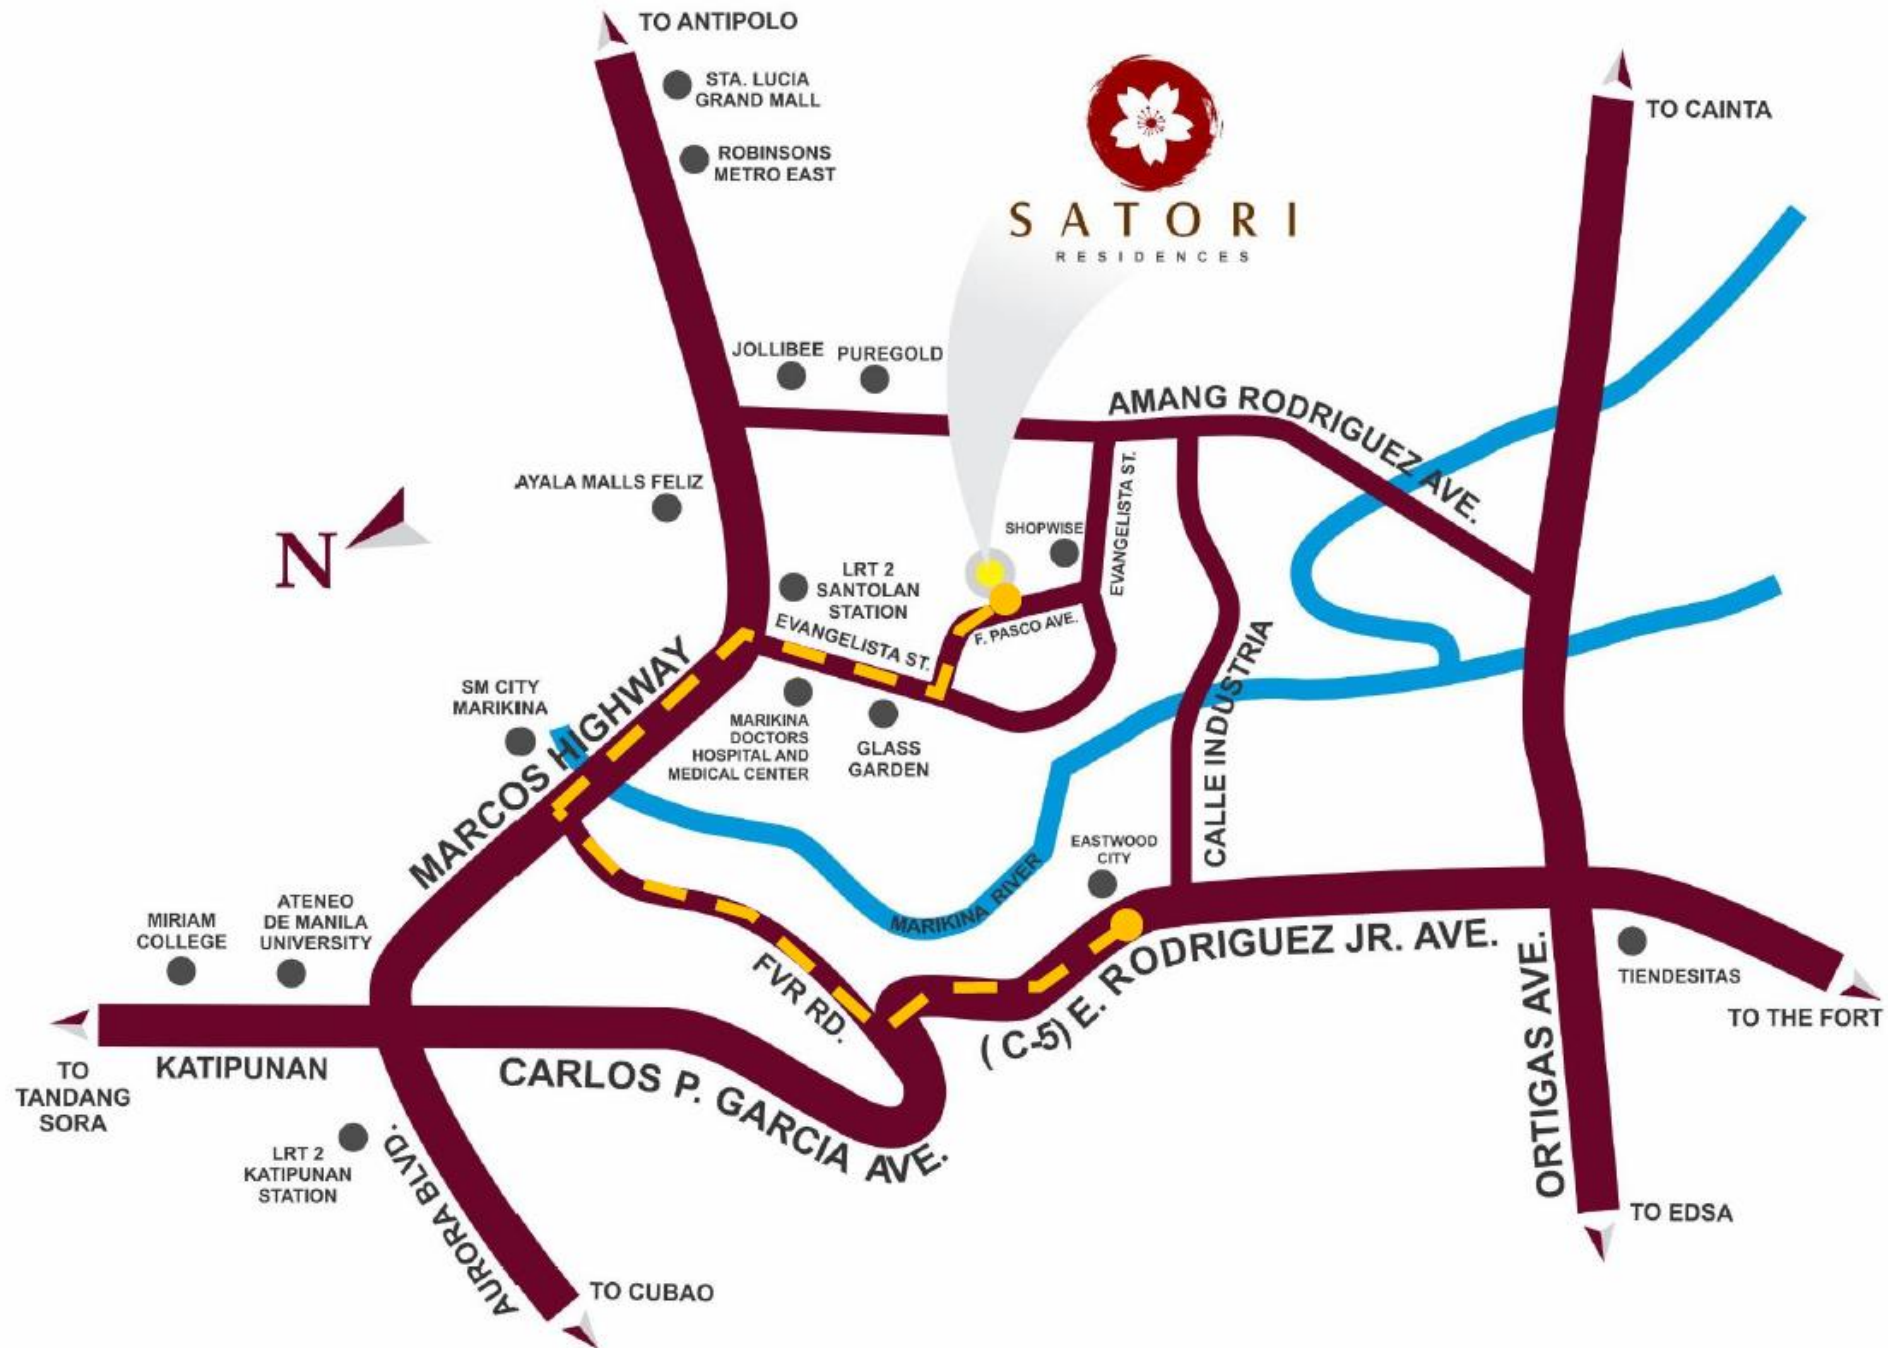 TO ANTIPOLO
STA. LUCIA
GRAND MALL
ROBINSONS
METRO EAST
SATORI
RESIDENCES
TO CAINTA
JOLLIBEE
PUREGOLD
AMANG RODRIGUEZ AVE.
AYALA MALLS FELIZ
N
SHOPWISE
EVANGELISTA ST.
LRT 2
SANTOLAN
STATION
EVANGELISTA ST.
F. PASCO AVE.
MARCOS HIGHWAY
SM CITY
MARIKINA
MARIKINA
DOCTORS
HOSPITAL AND
MEDICAL CENTER
GLASS
GARDEN
CALLE INDUSTRIA
EASTWOOD
CITY
MARIKINA RIVER
MIRIAM
COLLEGE
ATENEO
DE MANILA
UNIVERSITY
FVR RD.
(C-5) E. RODRIGUEZ JR. AVE.
ORTIGAS AVE.
TIENDESITAS
TO THE FORT
TO
TANDANG
SORA
KATIPUNAN
CARLOS P. GARCIA AVE.
LRT 2
KATIPUNAN
STATION
AURORA BLVD.
TO EDSA
TO CUBAO